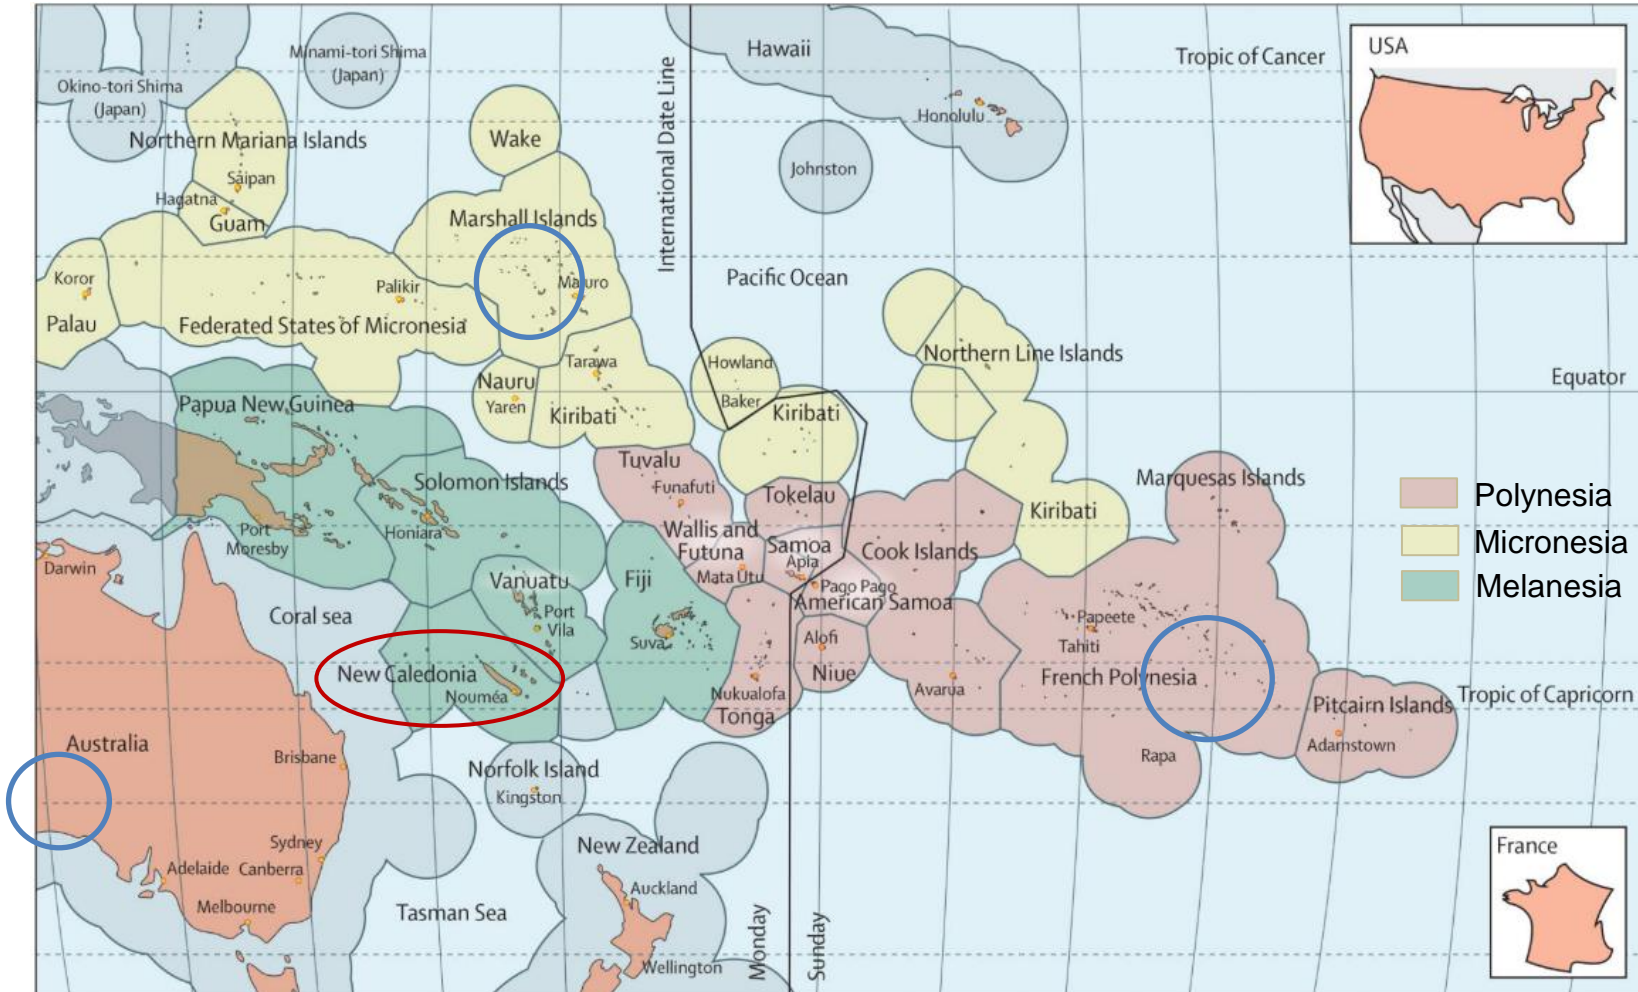 Minami-tori Shima
(Japan)
Hawaii
Tropic of Cancer
USA
Okino-tori Shima
(Japan)
Honolulu
International Date Line
Northern Mariana Islands
Wake
Johnston
Saipan
Hagatna
Guam
Marshall Islands
Pacific Ocean
Koror
Palikir
Majuro
Palau
Federated States of Micronesia
Northern Line Islands
Tarawa
Howland
Equator
Nauru
Yaren
Baker
Papua New Guinea
Kiribati
Kiribati
Tuvalu
Marquesas Islands
Solomon Islands
Funafuti
Tokelau
Polynesia
Kiribati
Port
Moresby
Honiara
Wallis and
Futuna
Samoa
Apia
Cook Islands
Micronesia
Darwin
Vanuatu
Fiji
Mata Utu
Pago Pago
American Samoa
Melanesia
Coral sea
Port
Vila
Suva
Alofi
Papeete
Tahiti
New Caledonia
Nouméa
Niue
Nukualofa
Tonga
Avarua
French Polynesia
Tropic of Capricorn
Pitcairn Islands
Adamstown
Australia
Brisbane
Rapa
Norfolk Island
Kingston
Sydney
New Zealand
France
Adelaide
Canberra
Auckland
Melbourne
Tasman Sea
Monday
Sunday
Wellington